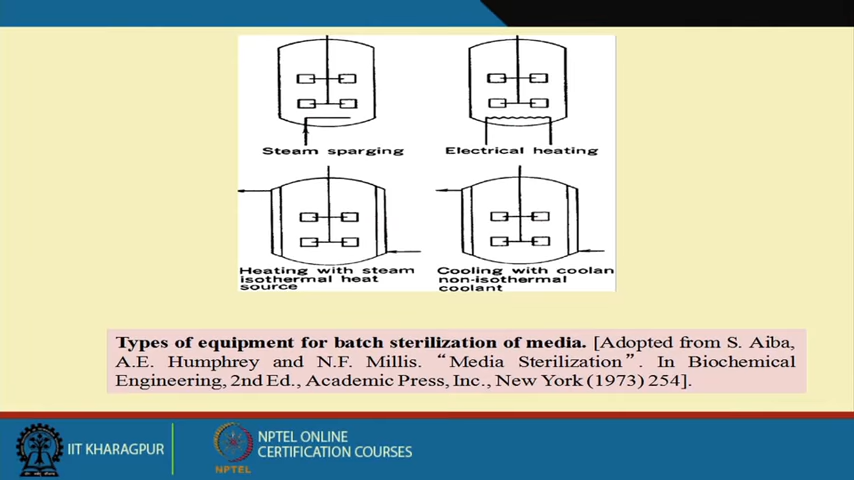 Steam sparging
Electrical heating
Heating with steam
isothermal heat
source
Cooling with coolan
non-isothermal
coolant
Types of equipment for batch sterilization of media. [Adopted from S. Aiba,
A.E. Humphrey and N.F. Millis. “Media Sterilization”. In Biochemical
Engineering, 2nd Ed., Academic Press, Inc., New York (1973) 254].
IIT KHARAGPUR
NPTEL
NPTEL ONLINE
CERTIFICATION COURSES